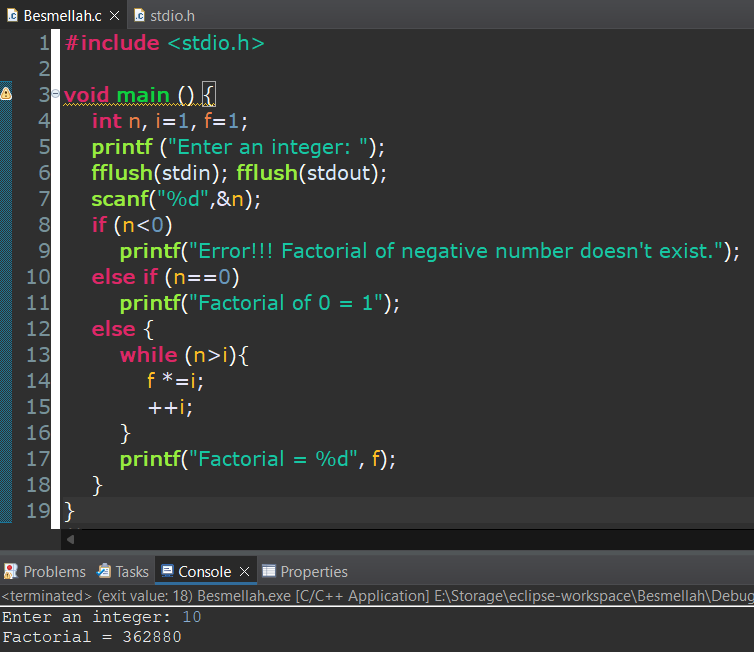 Besmellah.c stdio.h
1 #include <stdio.h>
2
3 void main () {
4 int n, i=1, f=1;
5 printf ("Enter an integer: ");
6 fflush(stdin); fflush(stdout);
7 scanf("%d",&n);
8 if (n<0)
9 printf("Error!!! Factorial of negative number doesn't exist.");
10 else if (n==0)
11 printf("Factorial of 0 = 1");
12 else {
13 while (n>i){
14 f *=i;
15 ++i;
16 }
17 printf("Factorial = %d", f);
18 }
19 }
Problems Tasks Console Properties
<terminated> (exit value: 18) Besmellah.exe [C/C++ Application] E:\Storage\eclipse-workspace\Besmellah\Debug
Enter an integer: 10
Factorial = 362880